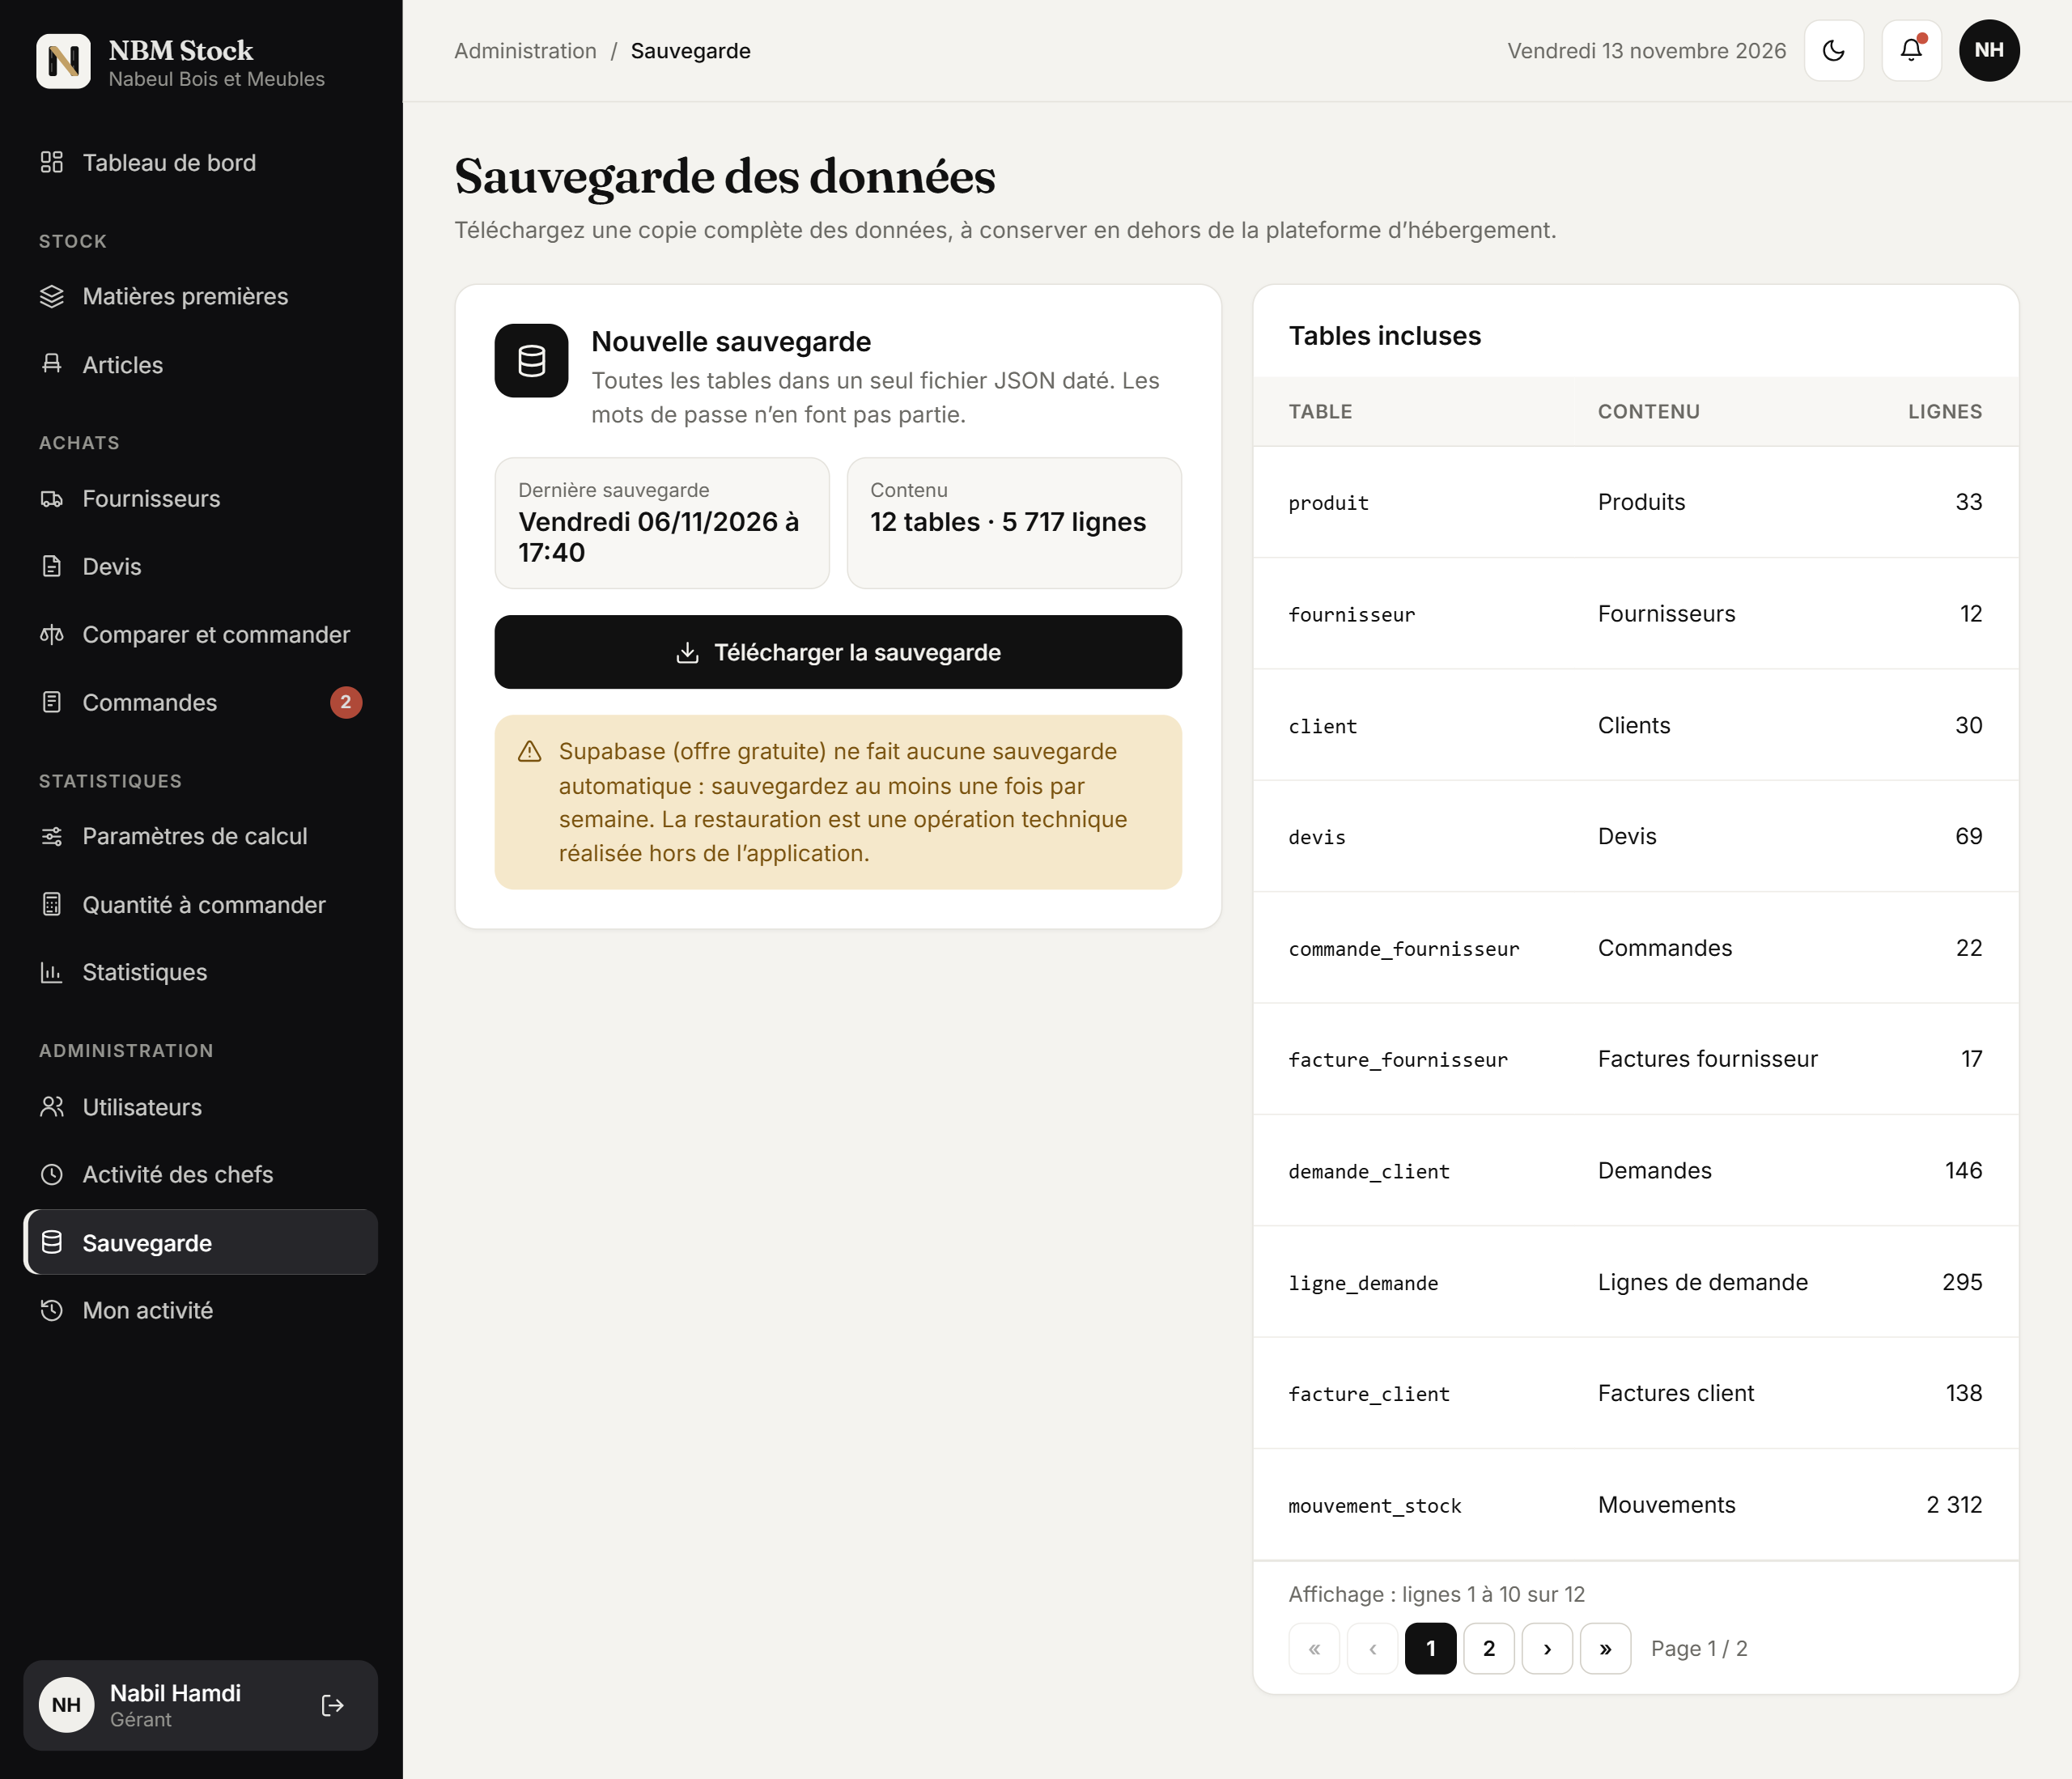 NBM Stock
Nabeul Bois et Meubles
Tableau de bord
STOCK
Matières premières
Articles
ACHATS
Fournisseurs
Devis
Comparer et commander
Commandes 2
STATISTIQUES
Paramètres de calcul
Quantité à commander
Statistiques
ADMINISTRATION
Utilisateurs
Activité des chefs
Sauvegarde
Mon activité
NH
Nabil Hamdi
Gérant
Administration / Sauvegarde
Vendredi 13 novembre 2026
NH
Sauvegarde des données
Téléchargez une copie complète des données, à conserver en dehors de la plateforme d’hébergement.
Nouvelle sauvegarde
Toutes les tables dans un seul fichier JSON daté. Les
mots de passe n’en font pas partie.
Dernière sauvegarde
Vendredi 06/11/2026 à
17:40
Contenu
12 tables · 5 717 lignes
Télécharger la sauvegarde
Supabase (offre gratuite) ne fait aucune sauvegarde
automatique : sauvegardez au moins une fois par
semaine. La restauration est une opération technique
réalisée hors de l’application.
Tables incluses
TABLE CONTENU LIGNES
produit Produits 33
fournisseur Fournisseurs 12
client Clients 30
devis Devis 69
commande_fournisseur Commandes 22
facture_fournisseur Factures fournisseur 17
demande_client Demandes 146
ligne_demande Lignes de demande 295
facture_client Factures client 138
mouvement_stock Mouvements 2 312
Affichage : lignes 1 à 10 sur 12
« ‹ 1 2 › » Page 1 / 2